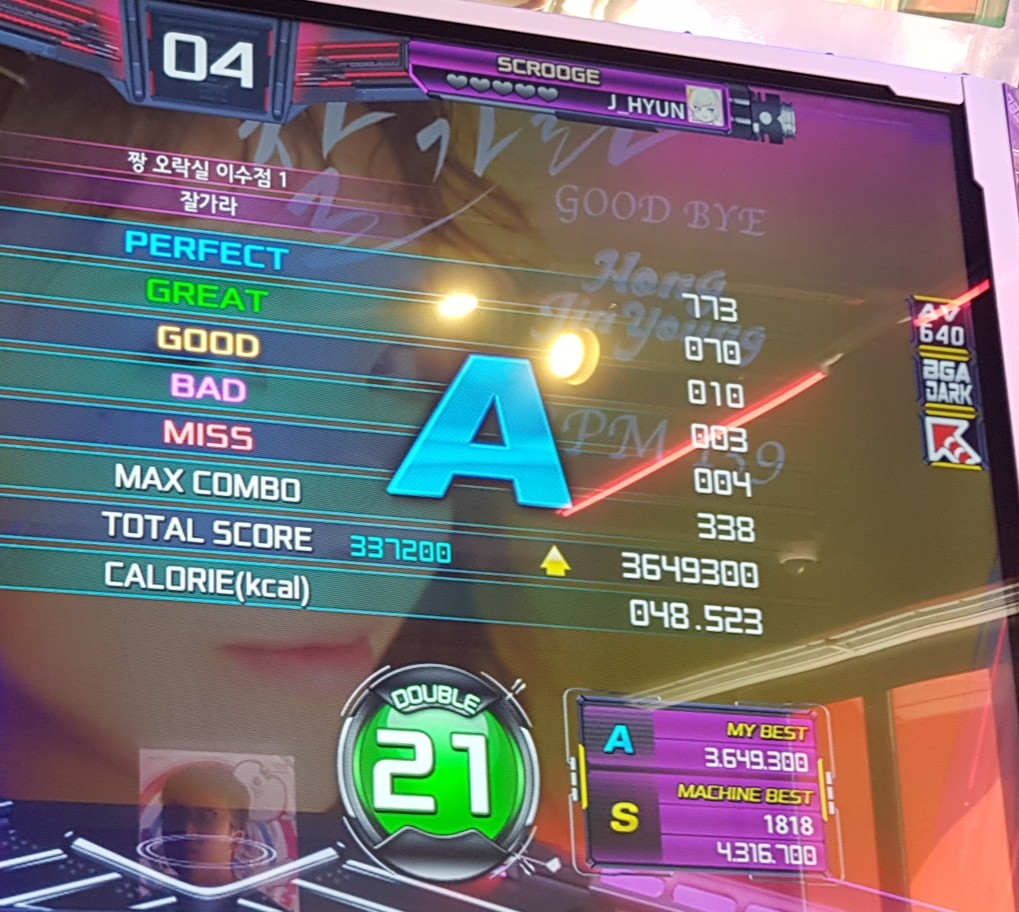 04
SCROOGE
J_HYUN
짱 오락실 이수점 1
잘가라
GOOD BYE
Hong
Jin Young
PERFECT 773
GREAT 070
GOOD 010
BAD 003
MISS 004
MAX COMBO 338
TOTAL SCORE 337200 3649300
CALORIE(kcal) 048.523
A
AV
640
BGA
DARK
DOUBLE
21
A MY BEST
3.649.300
S MACHINE BEST
1818
4.316.700